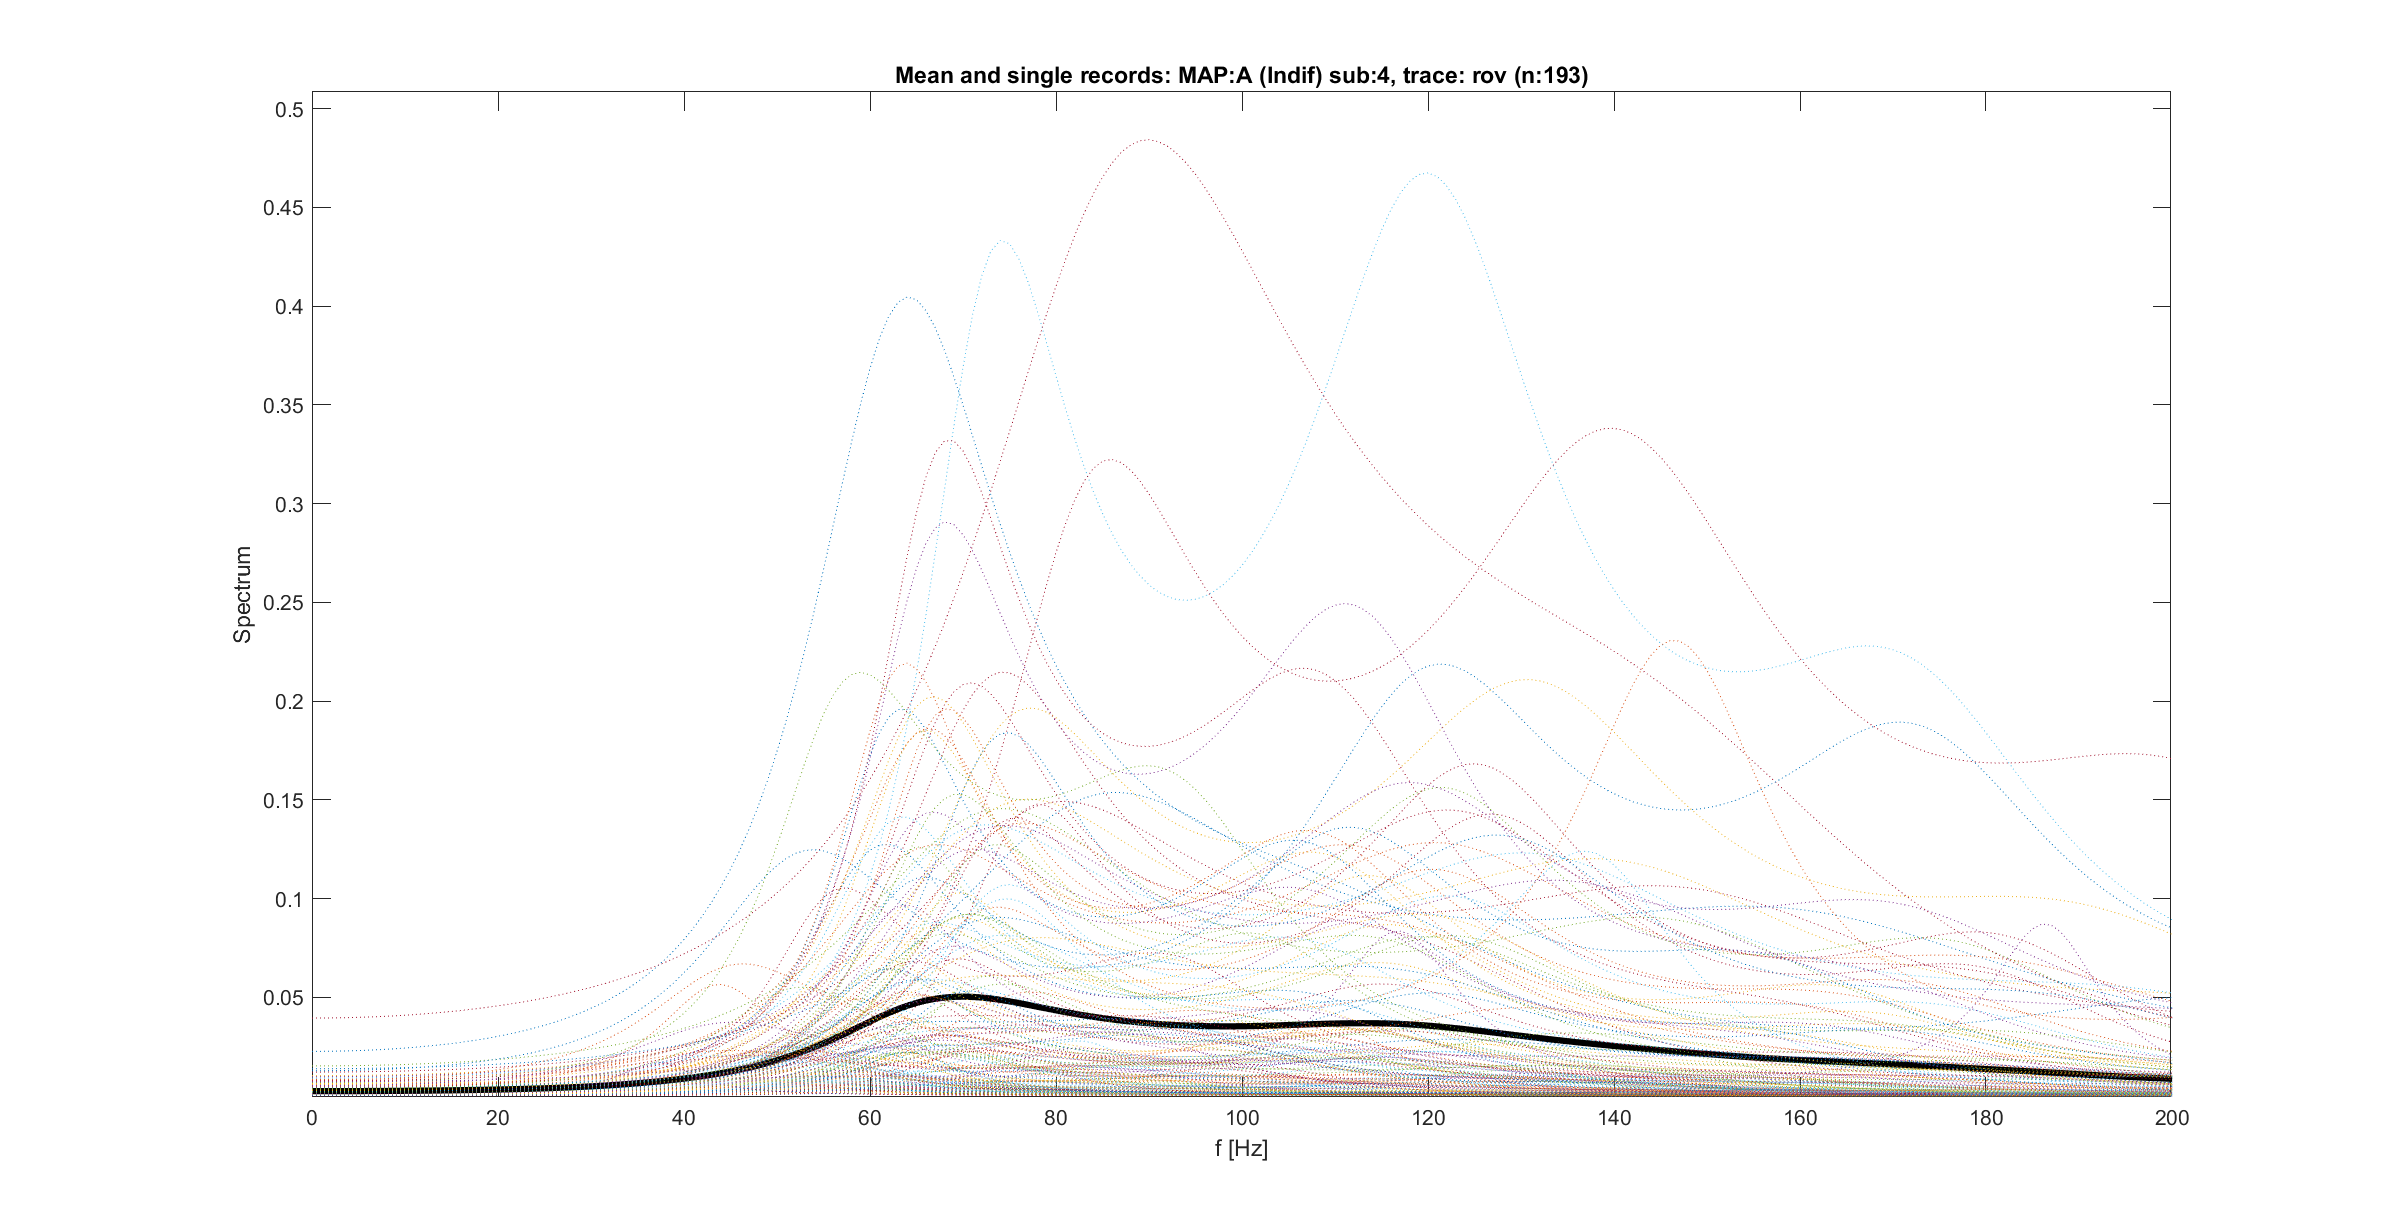 Mean and single records: MAP:A (Indif) sub:4, trace: rov (n:193)
0.5
0.45
0.4
0.35
0.3
0.25
0.2
0.15
0.1
0.05
Spectrum
0 20 40 60 80 100 120 140 160 180 200
f [Hz]